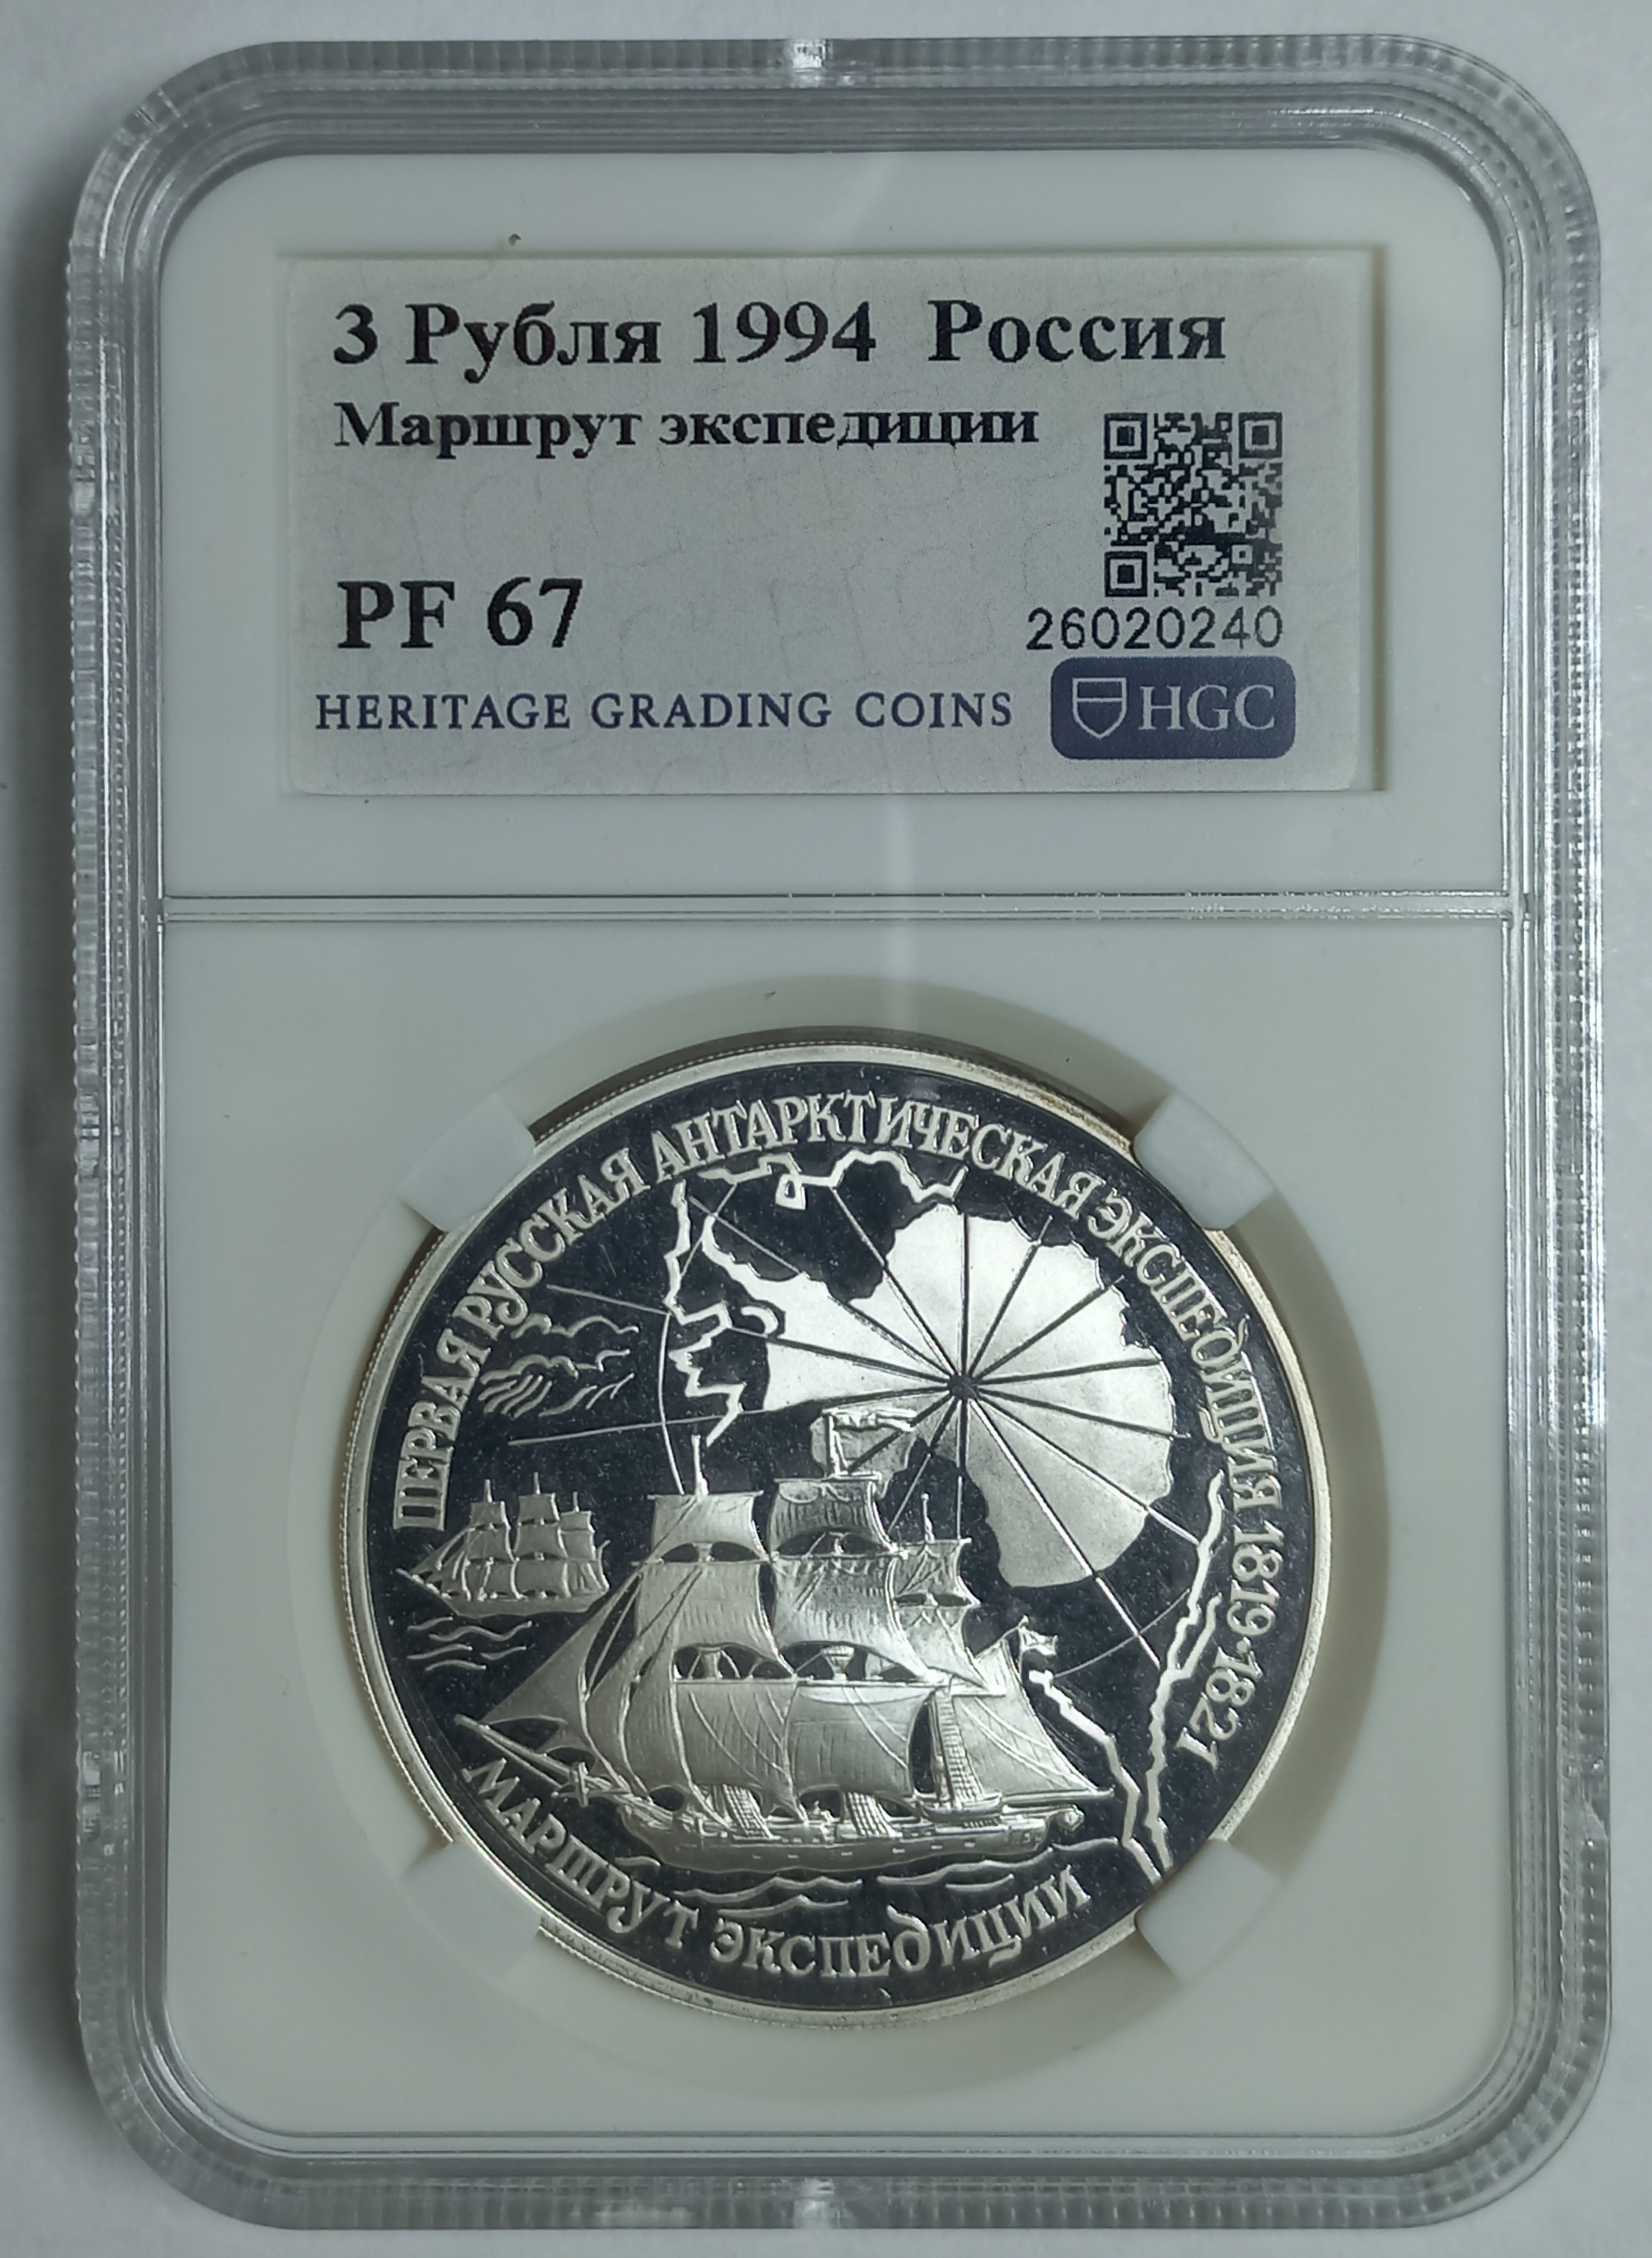 3 Рубля 1994 Россия
Маршрут экспедиции
PF 67
26020240
HERITAGE GRADING COINS
HGC
ПЕРВАЯ РУССКАЯ АНТАРКТИЧЕСКАЯ ЭКСПЕДИЦИЯ 1819·1821
МАРШРУТ ЭКСПЕДИЦИИ